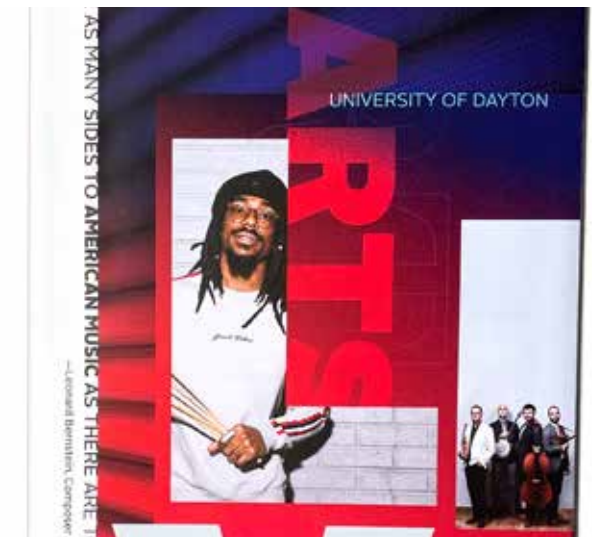 AS MANY SIDES TO AMERICAN MUSIC AS THERE ARE
—Leonard Bernstein, Composer
ARTS
UNIVERSITY OF DAYTON